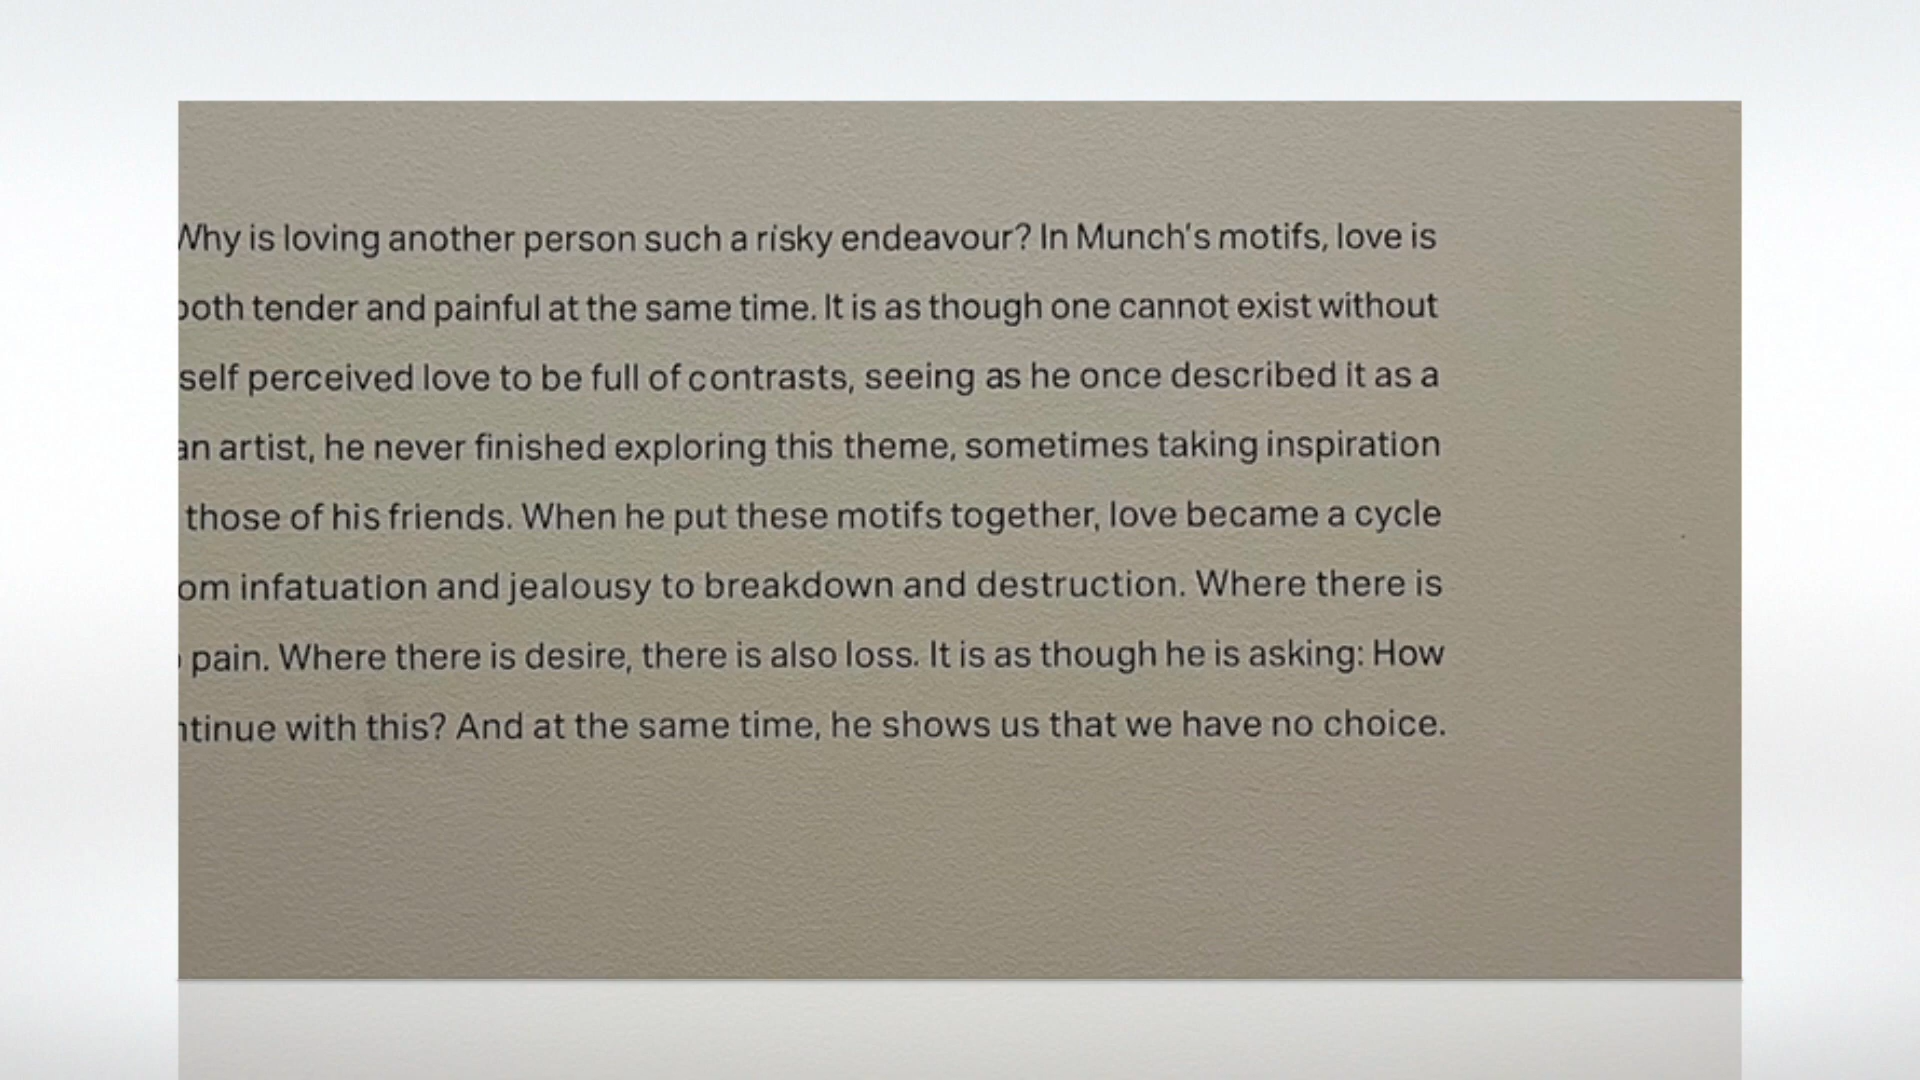 Why is loving another person such a risky endeavour? In Munch's motifs, love is
both tender and painful at the same time. It is as though one cannot exist without
self perceived love to be full of contrasts, seeing as he once described it as a
an artist, he never finished exploring this theme, sometimes taking inspiration
those of his friends. When he put these motifs together, love became a cycle
om infatuation and jealousy to breakdown and destruction. Where there is
pain. Where there is desire, there is also loss. It is as though he is asking: How
ntinue with this? And at the same time, he shows us that we have no choice.